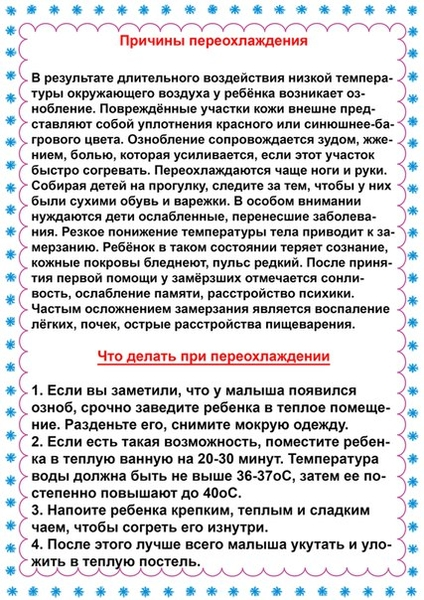 Причины переохлаждения
В результате длительного воздействия низкой темпера-
туры окружающего воздуха у ребёнка возникает оз-
нобление. Повреждённые участки кожи внешне пред-
ставляют собой уплотнения красного или синюшнее-ба-
грового цвета. Ознобление сопровождается зудом, жже-
нием, болью, которая усиливается, если этот участок
быстро согревать. Переохлаждаются чаще ноги и руки.
Собирая детей на прогулку, следите за тем, чтобы у них
были сухими обувь и варежки. В особом внимании
нуждаются дети ослабленные, перенесшие заболева-
ния. Резкое понижение температуры тела приводит к за-
мерзанию. Ребёнок в таком состоянии теряет сознание,
кожные покровы бледнеют, пульс редкий. После приня-
тия первой помощи у замёрзших отмечается сонли-
вость, ослабление памяти, расстройство психики.
Частым осложнением замерзания является воспаление
лёгких, почек, острые расстройства пищеварения.
Что делать при переохлаждении
1. Если вы заметили, что у малыша появился
озноб, срочно заведите ребенка в теплое помеще-
ние. Разденьте его, снимите мокрую одежду.
2. Если есть такая возможность, поместите ребен-
ка в теплую ванную на 20-30 минут. Температура
воды должна быть не выше 36-37оС, затем ее по-
степенно повышают до 40оС.
3. Напоите ребенка крепким, теплым и сладким
чаем, чтобы согреть его изнутри.
4. После этого лучше всего малыша укутать и уло-
жить в теплую постель.